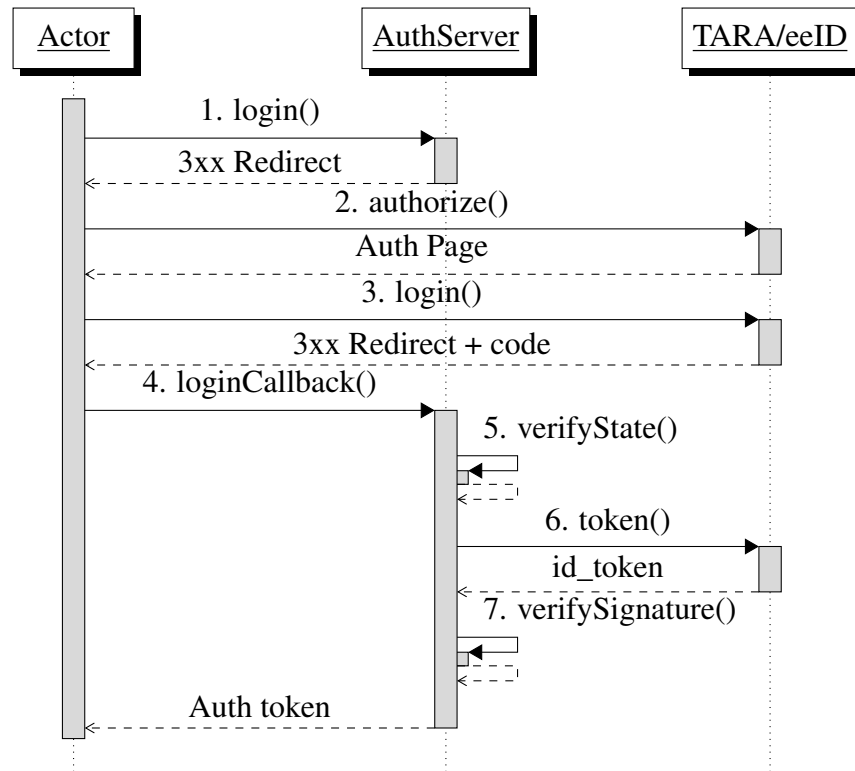 Actor
AuthServer
TARA/eeID
1. login()
3xx Redirect
2. authorize()
Auth Page
3. login()
3xx Redirect + code
4. loginCallback()
5. verifyState()
6. token()
id_token
7. verifySignature()
Auth token